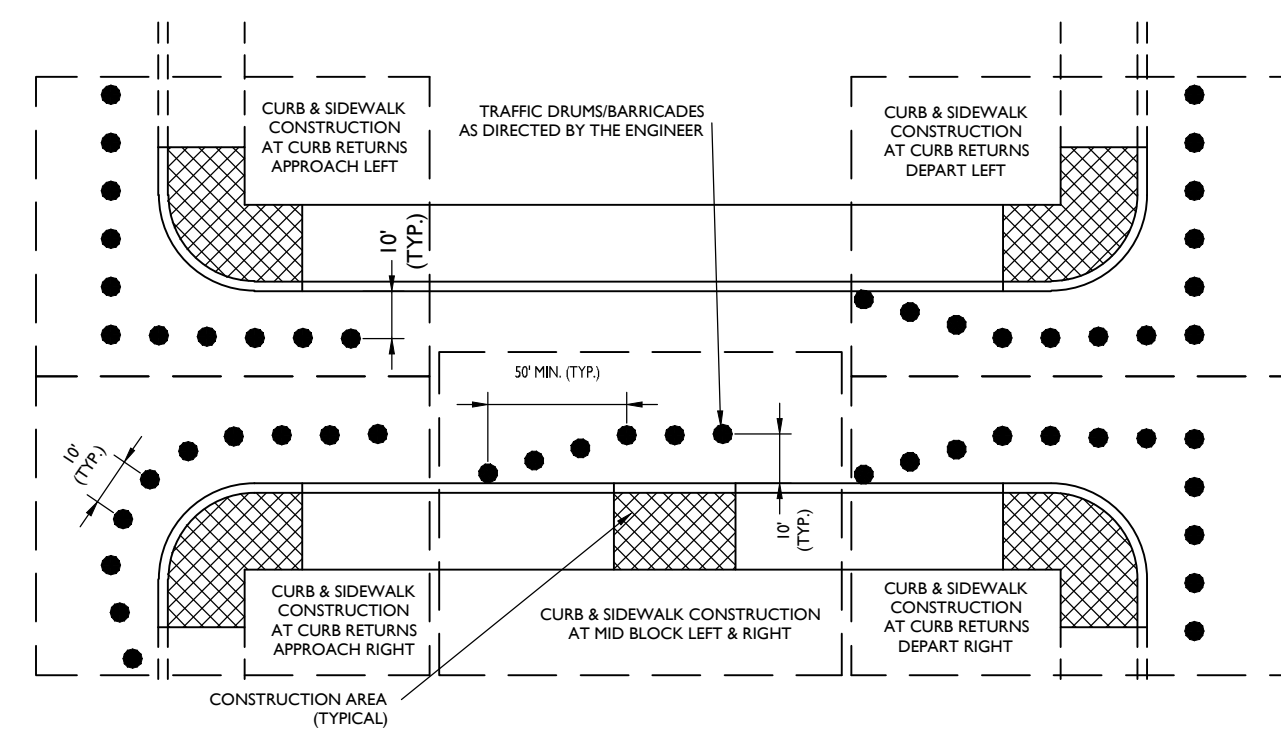 CURB & SIDEWALK
CONSTRUCTION
AT CURB RETURNS
APPROACH LEFT
TRAFFIC DRUMS/BARRICADES
AS DIRECTED BY THE ENGINEER
CURB & SIDEWALK
CONSTRUCTION
AT CURB RETURNS
DEPART LEFT
10'
(TYP.)
50' MIN. (TYP.)
10'
(TYP.)
10'
(TYP.)
CURB & SIDEWALK
CONSTRUCTION
AT CURB RETURNS
APPROACH RIGHT
CURB & SIDEWALK CONSTRUCTION
AT MID BLOCK LEFT & RIGHT
CURB & SIDEWALK
CONSTRUCTION
AT CURB RETURNS
DEPART RIGHT
CONSTRUCTION AREA
(TYPICAL)